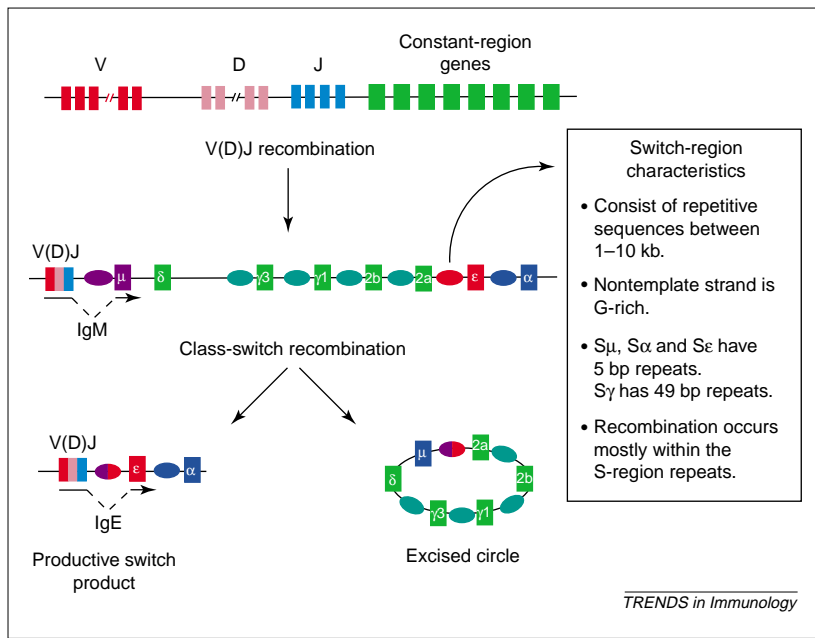 V
D
J
Constant-region
genes
V(D)J recombination
V(D)J
μ
δ
γ3
γ1
2b
2a
ε
α
IgM
Class-switch recombination
V(D)J
ε
α
IgE
Productive switch
product
μ
2a
δ
2b
γ3
γ1
Excised circle
Switch-region
characteristics
• Consist of repetitive
sequences between
1–10 kb.
• Nontemplate strand is
G-rich.
• Sμ, Sα and Sε have
5 bp repeats.
Sγ has 49 bp repeats.
• Recombination occurs
mostly within the
S-region repeats.
TRENDS in Immunology